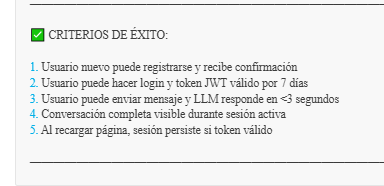 ✅ CRITERIOS DE ÉXITO:
1. Usuario nuevo puede registrarse y recibe confirmación
2. Usuario puede hacer login y token JWT válido por 7 días
3. Usuario puede enviar mensaje y LLM responde en <3 segundos
4. Conversación completa visible durante sesión activa
5. Al recargar página, sesión persiste si token válido